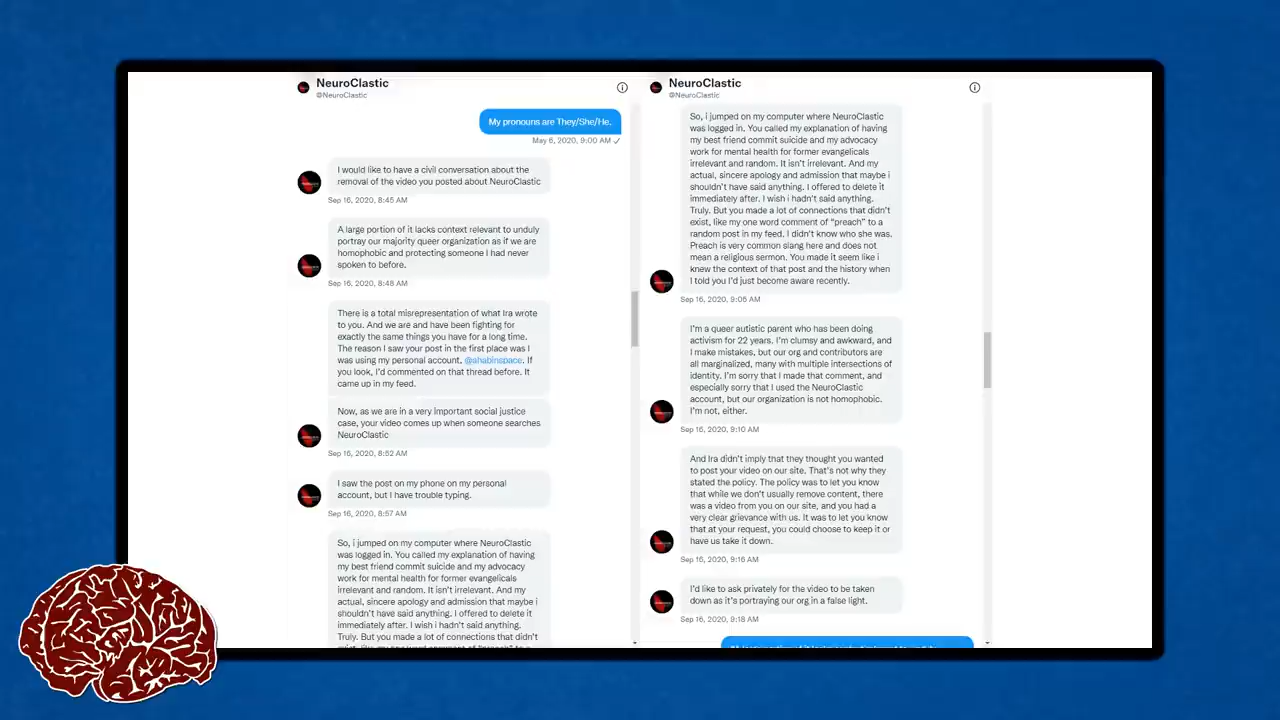 NeuroClastic
@NeuroClastic
My pronouns are They/She/He.
May 6, 2020, 9:00 AM
I would like to have a civil conversation about the
removal of the video you posted about NeuroClastic
Sep 16, 2020, 8:45 AM
A large portion of it lacks context relevant to unduly
portray our majority queer organization as if we are
homophobic and protecting someone I had never
spoken to before.
Sep 16, 2020, 8:48 AM
There is a total misrepresentation of what Ira wrote
to you. And we are and have been fighting for
exactly the same things you have for a long time.
The reason I saw your post in the first place was I
was using my personal account, @ahabinspace. If
you look, I'd commented on that thread before. It
came up in my feed.
Now, as we are in a very important social justice
case, your video comes up when someone searches
NeuroClastic
Sep 16, 2020, 8:52 AM
I saw the post on my phone on my personal
account, but I have trouble typing.
Sep 16, 2020, 8:57 AM
So, i jumped on my computer where NeuroClastic
was logged in. You called my explanation of having
my best friend commit suicide and my advocacy
work for mental health for former evangelicals
irrelevant and random. It isn't irrelevant. And my
actual, sincere apology and admission that maybe i
shouldn't have said anything. I offered to delete it
immediately after. I wish i hadn't said anything.
Truly. But you made a lot of connections that didn't
NeuroClastic
@NeuroClastic
So, i jumped on my computer where NeuroClastic
was logged in. You called my explanation of having
my best friend commit suicide and my advocacy
work for mental health for former evangelicals
irrelevant and random. It isn't irrelevant. And my
actual, sincere apology and admission that maybe i
shouldn't have said anything. I offered to delete it
immediately after. I wish i hadn't said anything.
Truly. But you made a lot of connections that didn't
exist, like my one word comment of "preach" to a
random post in my feed. I didn't know who she was.
Preach is very common slang here and does not
mean a religious sermon. You made it seem like i
knew the context of that post and the history when
I told you I'd just become aware recently.
Sep 16, 2020, 9:06 AM
I'm a queer autistic parent who has been doing
activism for 22 years. I'm clumsy and awkward, and
I make mistakes, but our org and contributors are
all marginalized, many with multiple intersections of
identity. I'm sorry that I made that comment, and
especially sorry that I used the NeuroClastic
account, but our organization is not homophobic.
I'm not, either.
Sep 16, 2020, 9:10 AM
And Ira didn't imply that they thought you wanted
to post your video on our site. That's not why they
stated the policy. The policy was to let you know
that while we don't usually remove content, there
was a video from you on our site, and you had a
very clear grievance with us. It was to let you know
that at your request, you could choose to keep it or
have us take it down.
Sep 16, 2020, 9:16 AM
I'd like to ask privately for the video to be taken
down as it's portraying our org in a false light.
Sep 16, 2020, 9:18 AM